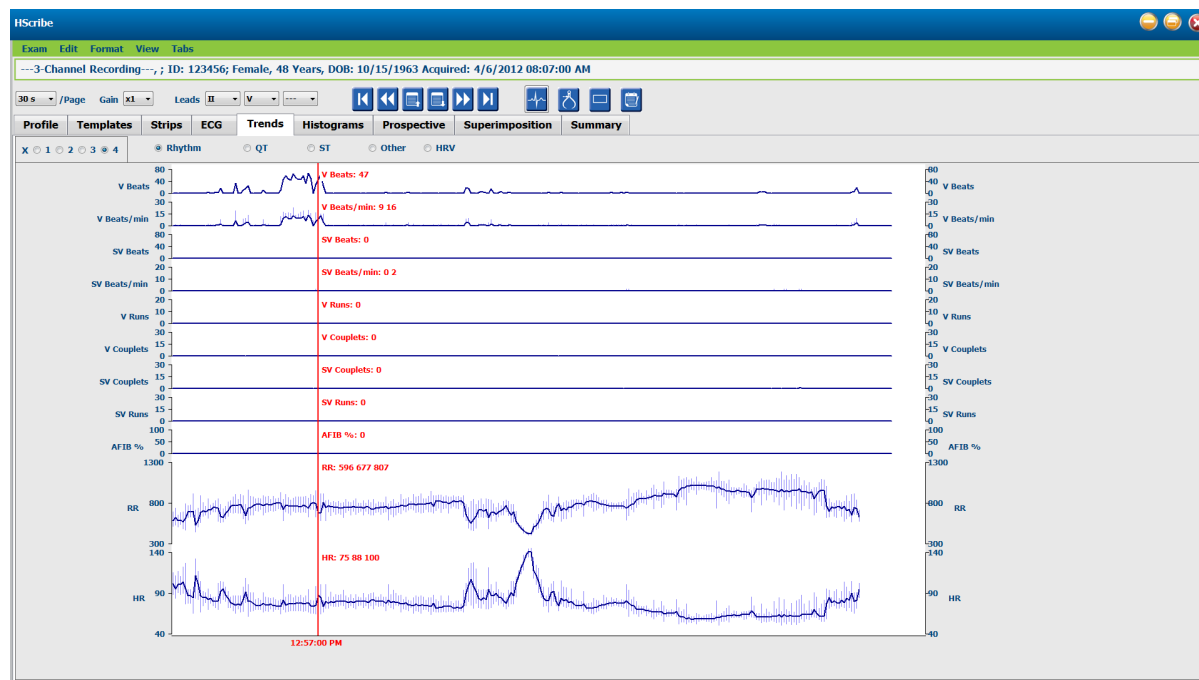 HScribe
Exam Edit Format View Tabs
---3-Channel Recording---, ; ID: 123456; Female, 48 Years, DOB: 10/15/1963 Acquired: 4/6/2012 08:07:00 AM
30 s /Page Gain x1 Leads II V ---
Profile Templates Strips ECG Trends Histograms Prospective Superimposition Summary
X 1 2 3 4 Rhythm QT ST Other HRV
80 V Beats: 47 80
V Beats 40 40 V Beats
0 0
30 V Beats/min: 9 16 30
V Beats/min 15 15 V Beats/min
0 0
80 SV Beats: 0 80
SV Beats 40 40 SV Beats
0 0
20 SV Beats/min: 0 2 20
SV Beats/min 10 10 SV Beats/min
0 0
20 V Runs: 0 20
V Runs 10 10 V Runs
0 0
30 V Couplets: 0 30
V Couplets 15 15 V Couplets
0 0
30 SV Couplets: 0 30
SV Couplets 15 15 SV Couplets
0 0
30 SV Runs: 0 30
SV Runs 15 15 SV Runs
0 0
100 AFIB %: 0 100
AFIB % 50 50 AFIB %
0 0
1300 RR: 596 677 807 1300
RR 800 800 RR
300 300
140 HR: 75 88 100 140
HR 90 90 HR
40 40
12:57:00 PM